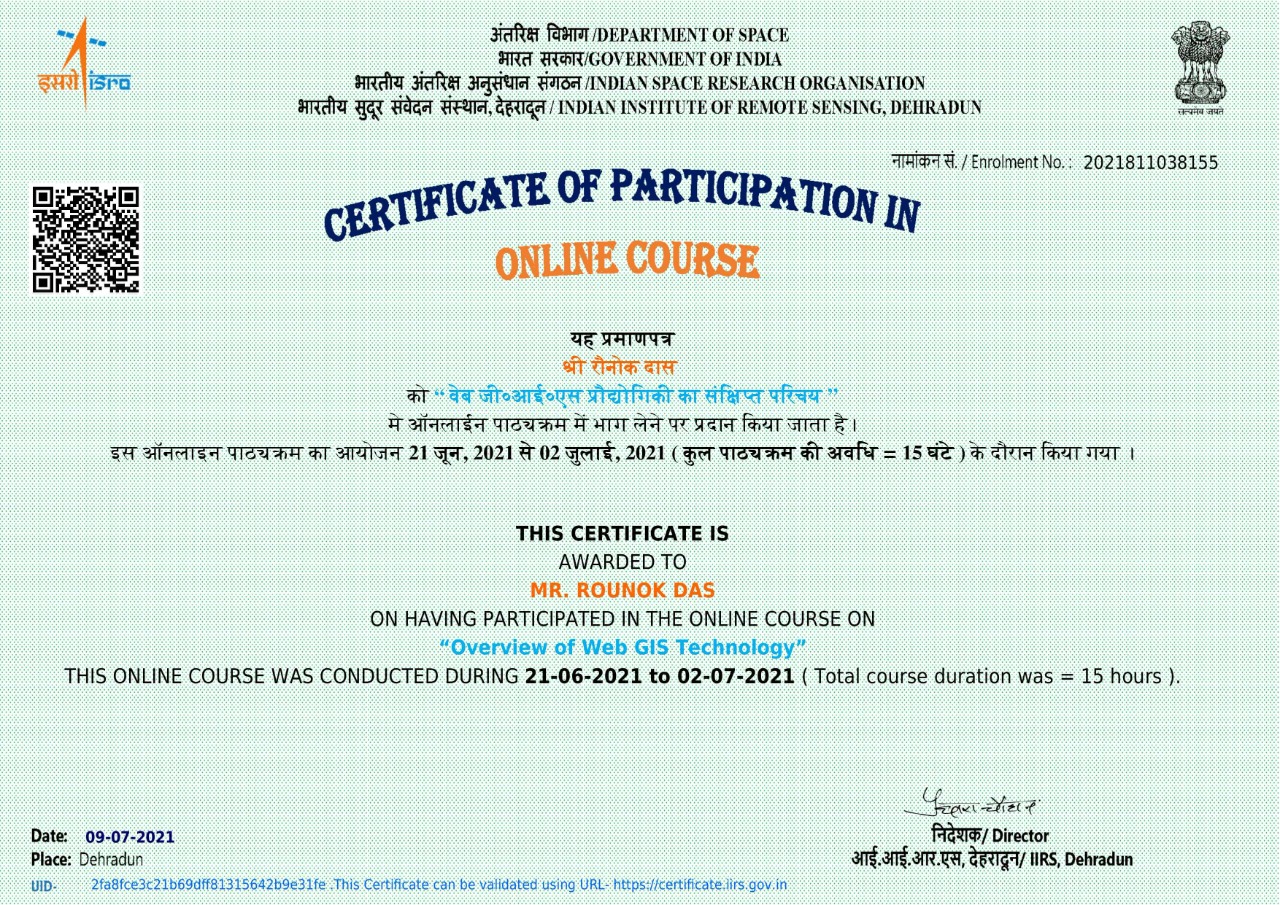 इसरो isro
अंतरिक्ष विभाग /DEPARTMENT OF SPACE
भारत सरकार/GOVERNMENT OF INDIA
भारतीय अंतरिक्ष अनुसंधान संगठन /INDIAN SPACE RESEARCH ORGANISATION
भारतीय सुदूर संवेदन संस्थान, देहरादून / INDIAN INSTITUTE OF REMOTE SENSING, DEHRADUN
सत्यमेव जयते
नामांकन सं. / Enrolment No. : 2021811038155
CERTIFICATE OF PARTICIPATION IN
ONLINE COURSE
यह प्रमाणपत्र
श्री रौनोक दास
को “ वेब जी०आई०एस प्रौद्योगिकी का संक्षिप्त परिचय ”
मे ऑनलाईन पाठ्यक्रम में भाग लेने पर प्रदान किया जाता है।
इस ऑनलाइन पाठ्यक्रम का आयोजन 21 जून, 2021 से 02 जुलाई, 2021 ( कुल पाठ्यक्रम की अवधि = 15 घंटे ) के दौरान किया गया ।
THIS CERTIFICATE IS
AWARDED TO
MR. ROUNOK DAS
ON HAVING PARTICIPATED IN THE ONLINE COURSE ON
“Overview of Web GIS Technology”
THIS ONLINE COURSE WAS CONDUCTED DURING 21-06-2021 to 02-07-2021 ( Total course duration was = 15 hours ).
निदेशक/ Director
आई.आई.आर.एस, देहरादून/ IIRS, Dehradun
Date: 09-07-2021
Place: Dehradun
UID- 2fa8fce3c21b69dff81315642b9e31fe .This Certificate can be validated using URL- https://certificate.iirs.gov.in